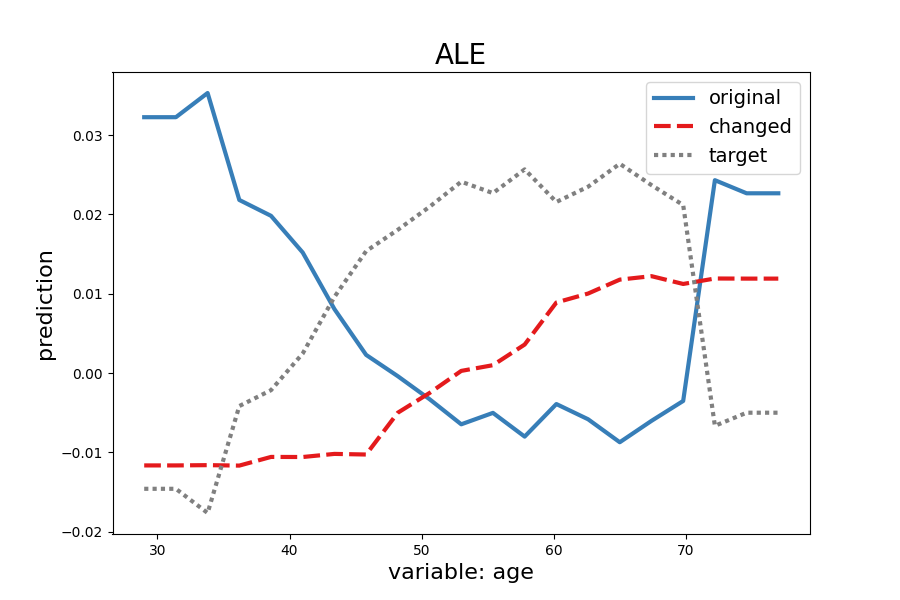 ALE
original
changed
target
prediction
0.03
0.02
0.01
0.00
−0.01
−0.02
30 40 50 60 70
variable: age